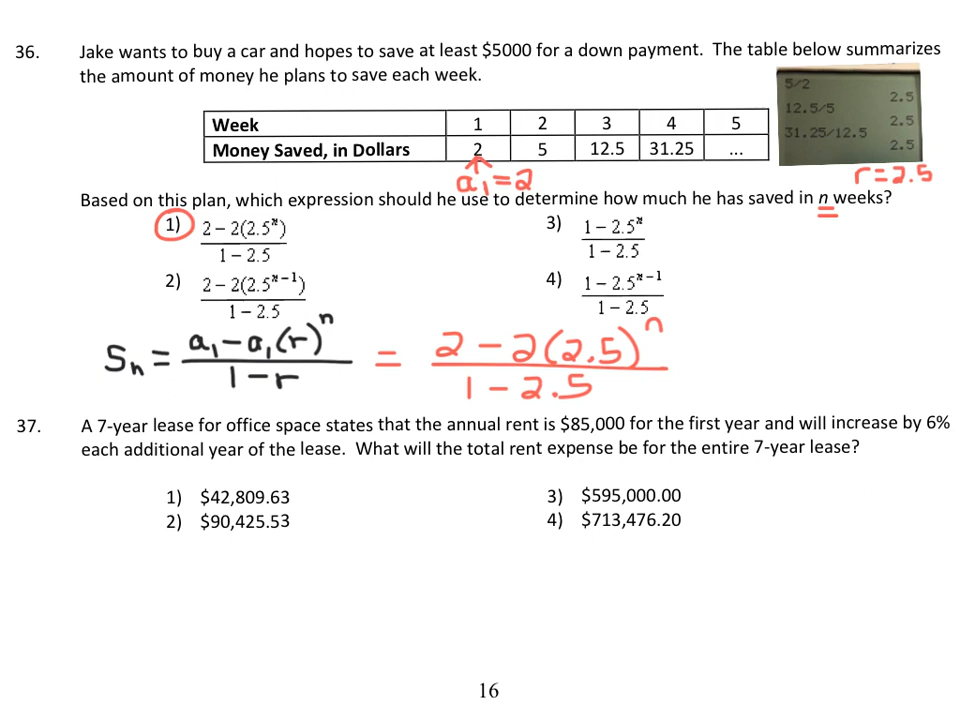 36. Jake wants to buy a car and hopes to save at least $5000 for a down payment. The table below summarizes
the amount of money he plans to save each week.
5/2
2.5
12.5/5
2.5
31.25/12.5
2.5
r=2.5
Week 1 2 3 4 5
Money Saved, in Dollars 2 5 12.5 31.25 ...
a₁=2
Based on this plan, which expression should he use to determine how much he has saved in n weeks?
1) (2 – 2(2.5ⁿ))/(1 – 2.5) 3) (1 – 2.5ⁿ)/(1 – 2.5)
2) (2 – 2(2.5ⁿ⁻¹))/(1 – 2.5) 4) (1 – 2.5ⁿ⁻¹)/(1 – 2.5)
Sₙ = (a₁-a₁(r)ⁿ)/(1-r) = (2-2(2.5)ⁿ)/(1-2.5)
37. A 7-year lease for office space states that the annual rent is $85,000 for the first year and will increase by 6%
each additional year of the lease. What will the total rent expense be for the entire 7-year lease?
1) $42,809.63 3) $595,000.00
2) $90,425.53 4) $713,476.20
16